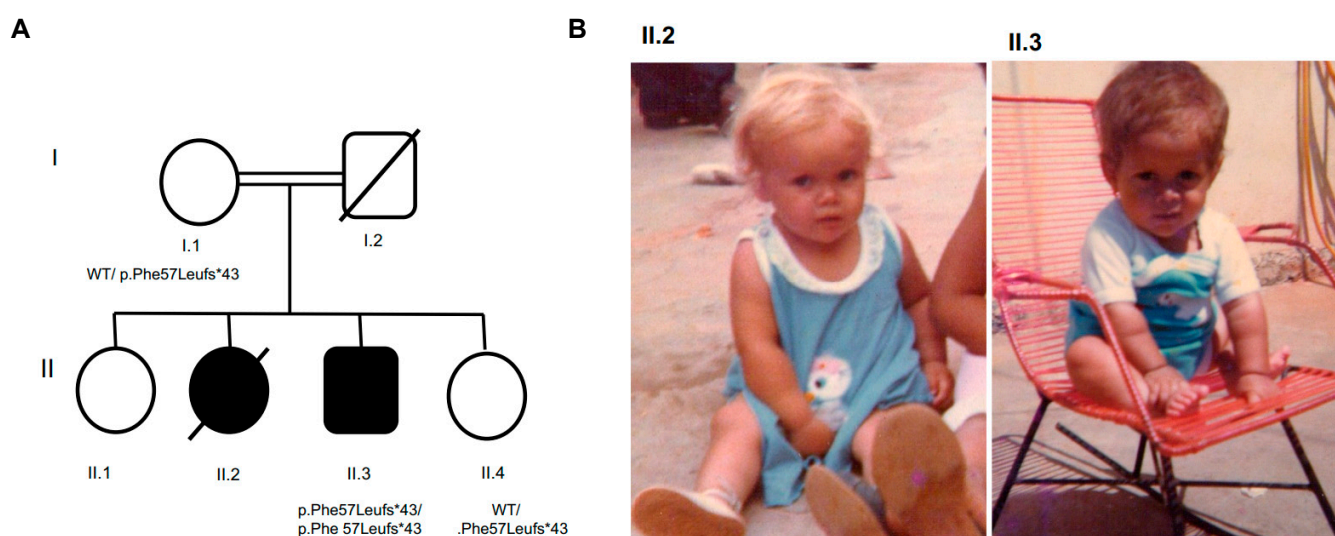 A
B
II.2
II.3
I
I.1
I.2
WT/ p.Phe57Leufs*43
II
II.1
II.2
II.3
II.4
p.Phe57Leufs*43/
p.Phe 57Leufs*43
WT/
.Phe57Leufs*43